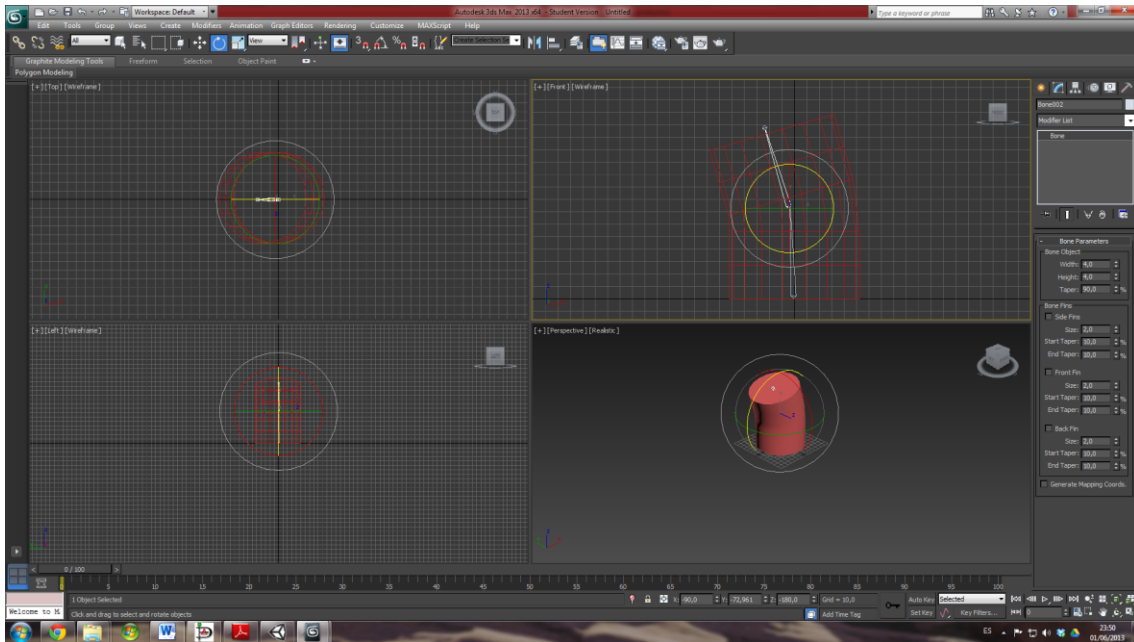 Workspace: Default
Autodesk 3ds Max 2013 x64 - Student Version Untitled
Type a keyword or phrase
Edit Tools Group Views Create Modifiers Animation Graph Editors Rendering Customize MAXScript Help
All
View
Create Selection Se
Graphite Modeling Tools Freeform Selection Object Paint
Polygon Modeling
[+][Top][Wireframe]
[+][Front][Wireframe]
Bone002
Modifier List
Bone
Bone Parameters
Bone Object
Width: 4,0
Height: 4,0
Taper: 90,0 %
Bone Fins
Side Fins
Size: 2,0
Start Taper: 10,0 %
End Taper: 10,0 %
Front Fin
Size: 2,0
Start Taper: 10,0 %
End Taper: 10,0 %
Back Fin
Size: 2,0
Start Taper: 10,0 %
End Taper: 10,0 %
Generate Mapping Coords.
[+][Left][Wireframe]
[+][Perspective][Realistic]
0 / 100
0 5 10 15 20 25 30 35 40 45 50 55 60 65 70 75 80 85 90 95 100
1 Object Selected
X: -90,0 Y: -72,961 Z: -180,0 Grid = 10,0
Auto Key Selected
Welcome to M
Click and drag to select and rotate objects
Add Time Tag
Set Key Key Filters... 0
ES
23:50
01/06/2013